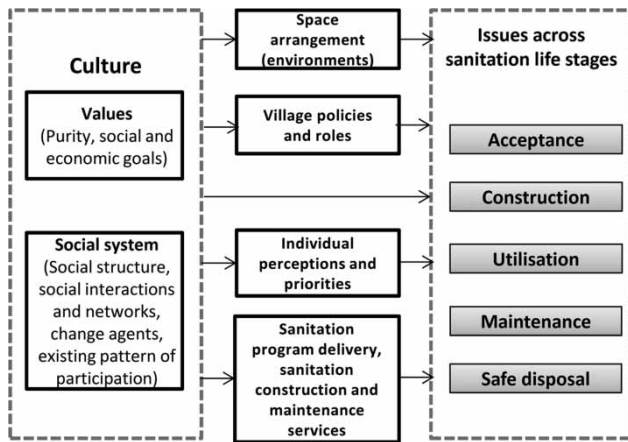 Culture
Values
(Purity, social and
economic goals)
Social system
(Social structure,
social interactions
and networks,
change agents,
existing pattern of
participation)
Space
arrangement
(environments)
Village policies
and roles
Individual
perceptions and
priorities
Sanitation
program delivery,
sanitation
construction and
maintenance
services
Issues across
sanitation life stages
Acceptance
Construction
Utilisation
Maintenance
Safe disposal